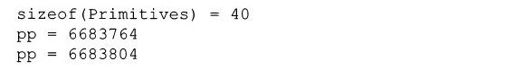 sizeof(Primitives) = 40
pp = 6683764
pp = 6683804